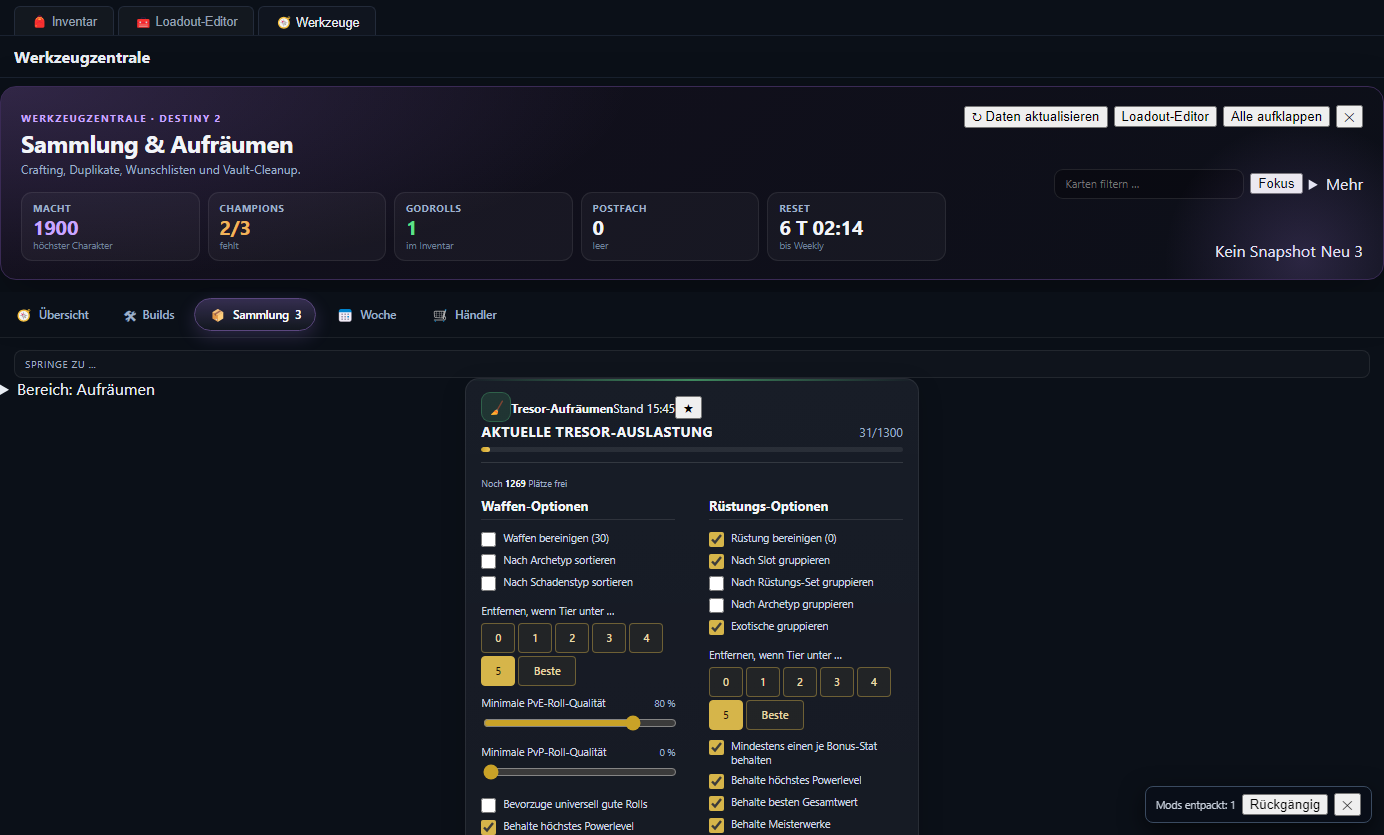 Inventar
Loadout-Editor
Werkzeuge
Werkzeugzentrale
WERKZEUGZENTRALE • DESTINY 2
Sammlung & Aufräumen
Crafting, Duplikate, Wunschlisten und Vault-Cleanup.
↻ Daten aktualisieren
Loadout-Editor
Alle aufklappen
Karten filtern ...
Fokus
▶ Mehr
MACHT
1900
höchster Charakter
CHAMPIONS
2/3
fehlt
GODROLLS
1
im Inventar
POSTFACH
0
leer
RESET
6 T 02:14
bis Weekly
Kein Snapshot Neu 3
Übersicht
Builds
Sammlung 3
Woche
Händler
SPRINGE ZU ...
▶ Bereich: Aufräumen
Tresor-AufräumenStand 15:45 ★
AKTUELLE TRESOR-AUSLASTUNG
31/1300
Noch 1269 Plätze frei
Waffen-Optionen
Waffen bereinigen (30)
Nach Archetyp sortieren
Nach Schadenstyp sortieren
Entfernen, wenn Tier unter ...
0 1 2 3 4
5 Beste
Minimale PvE-Roll-Qualität 80 %
Minimale PvP-Roll-Qualität 0 %
Bevorzuge universell gute Rolls
Behalte höchstes Powerlevel
Rüstungs-Optionen
Rüstung bereinigen (0)
Nach Slot gruppieren
Nach Rüstungs-Set gruppieren
Nach Archetyp gruppieren
Exotische gruppieren
Entfernen, wenn Tier unter ...
0 1 2 3 4
5 Beste
Mindestens einen je Bonus-Stat
behalten
Behalte höchstes Powerlevel
Behalte besten Gesamtwert
Behalte Meisterwerke
Mods entpackt: 1 Rückgängig